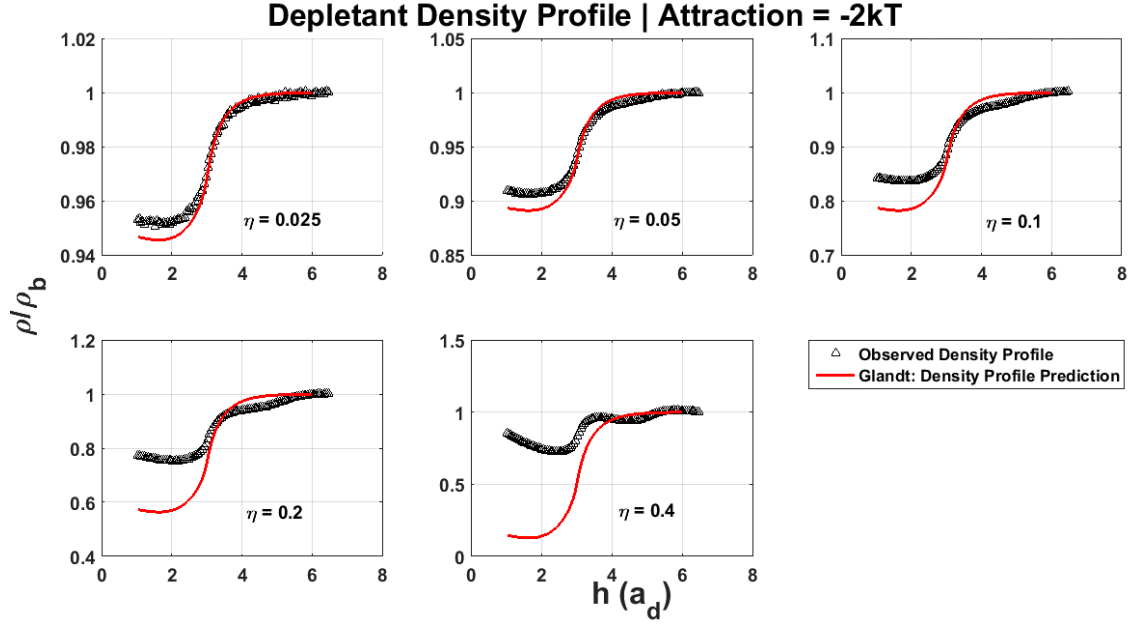 Depletant Density Profile | Attraction = -2kT
1.02
1
0.98
0.96
0.94
0 2 4 6 8
η = 0.025
1.05
1
0.95
0.9
0.85
0 2 4 6 8
η = 0.05
1.1
1
0.9
0.8
0.7
0 2 4 6 8
η = 0.1
ρ/ρb
1.2
1
0.8
0.6
0.4
0 2 4 6 8
η = 0.2
1.5
1
0.5
0
0 2 4 6 8
η = 0.4
Observed Density Profile
Glandt: Density Profile Prediction
h (ad)